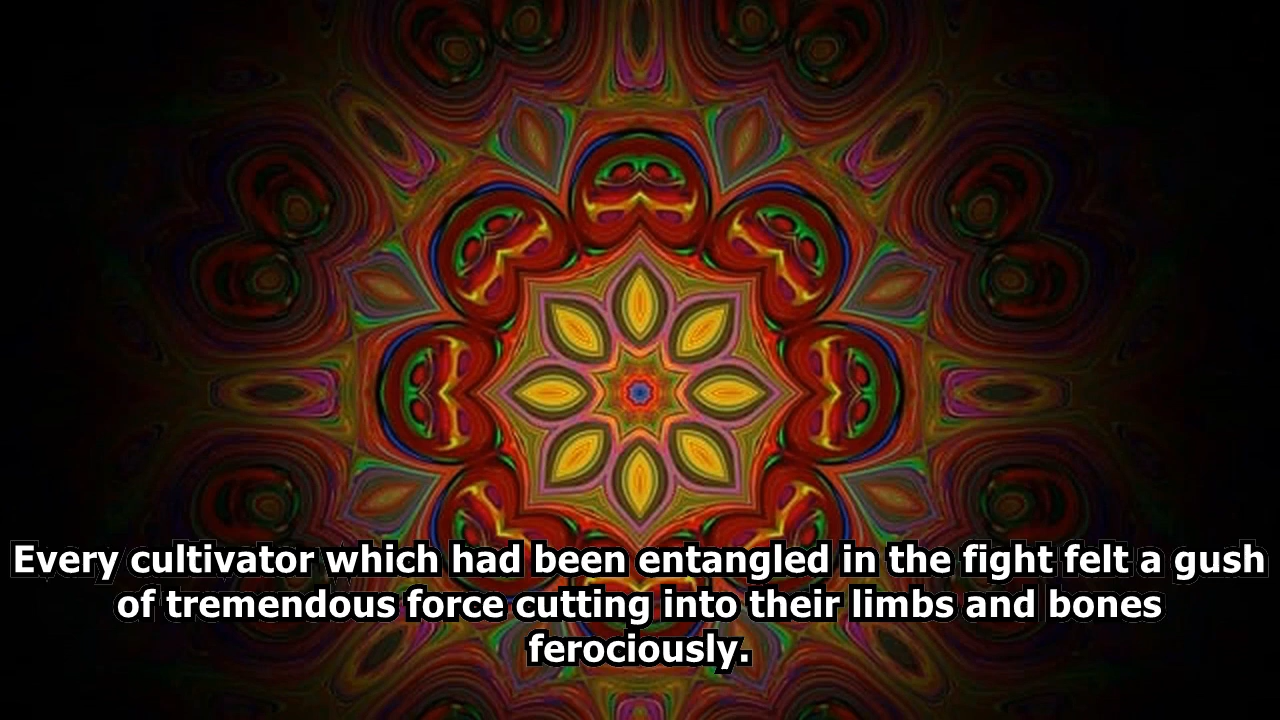 Every cultivator which had been entangled in the fight felt a gush
of tremendous force cutting into their limbs and bones
ferociously.